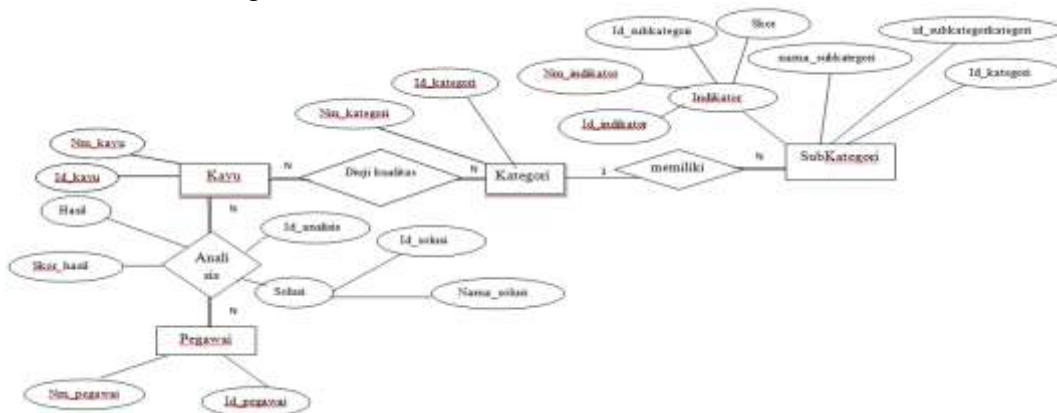 Id_subkategori
Skor
id_subkategorikategori
nama_subkategori
Nm_indikator
Id_kategori
Id_kategori
Indikator
Nm_kategori
Id_indikator
Nm_kayu
SubKategori
Kayu
N
Diuji kualitas
N
Kategori
1
memiliki
N
Id_kayu
Hasil
N
Id_analisis
Id_solusi
Anali
sis
Skor_hasil
Solusi
Nama_solusi
N
Pegawai
Nm_pegawai
Id_pegawai